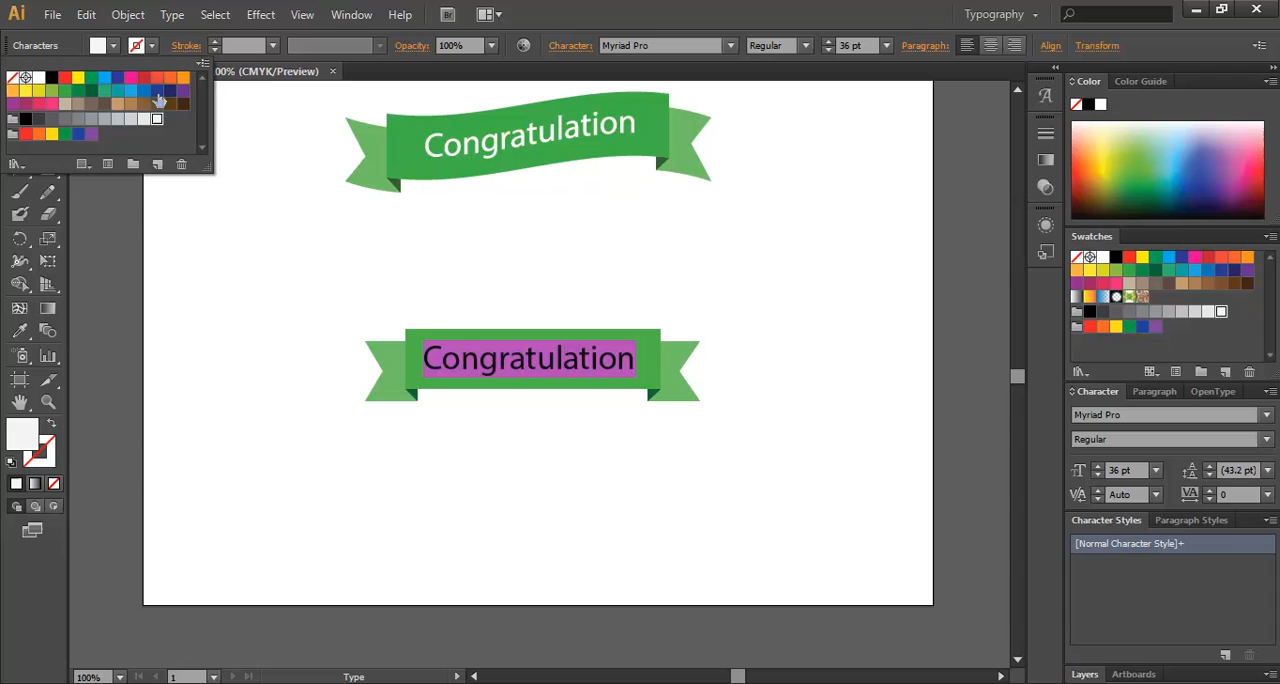 Ai File Edit Object Type Select Effect View Window Help Br Typography
Characters Stroke: Opacity: 100% Character: Myriad Pro Regular 36 pt Paragraph: Align Transform
00% (CMYK/Preview) ×
Color Color Guide
Congratulation
Swatches
Congratulation
Character Paragraph OpenType
Myriad Pro
Regular
36 pt (43.2 pt)
Auto 0
Character Styles Paragraph Styles
[Normal Character Style]+
100% 1 Type
Layers Artboards